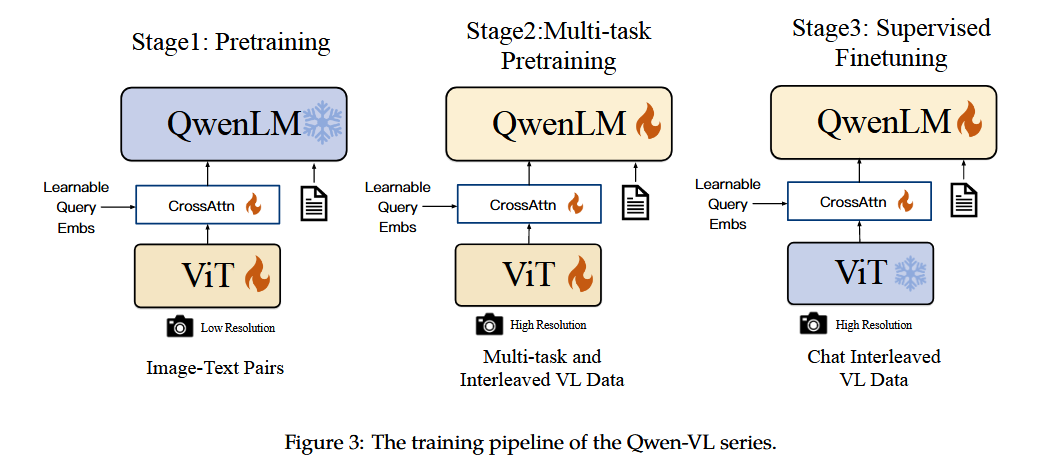 Stage1: Pretraining
QwenLM
Learnable
Query
Embs
CrossAttn
ViT
Low Resolution
Image-Text Pairs
Stage2:Multi-task
Pretraining
QwenLM
Learnable
Query
Embs
CrossAttn
ViT
High Resolution
Multi-task and
Interleaved VL Data
Stage3: Supervised
Finetuning
QwenLM
Learnable
Query
Embs
CrossAttn
ViT
High Resolution
Chat Interleaved
VL Data
Figure 3: The training pipeline of the Qwen-VL series.